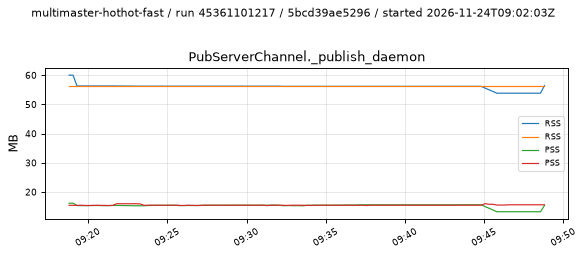 multimaster-hothot-fast / run 45361101217 / 5bcd39ae5296 / started 2026-11-24T09:02:03Z
PubServerChannel._publish_daemon
60
50
40
30
20
MB
RSS
RSS
PSS
PSS
09:20
09:25
09:30
09:35
09:40
09:45
09:50